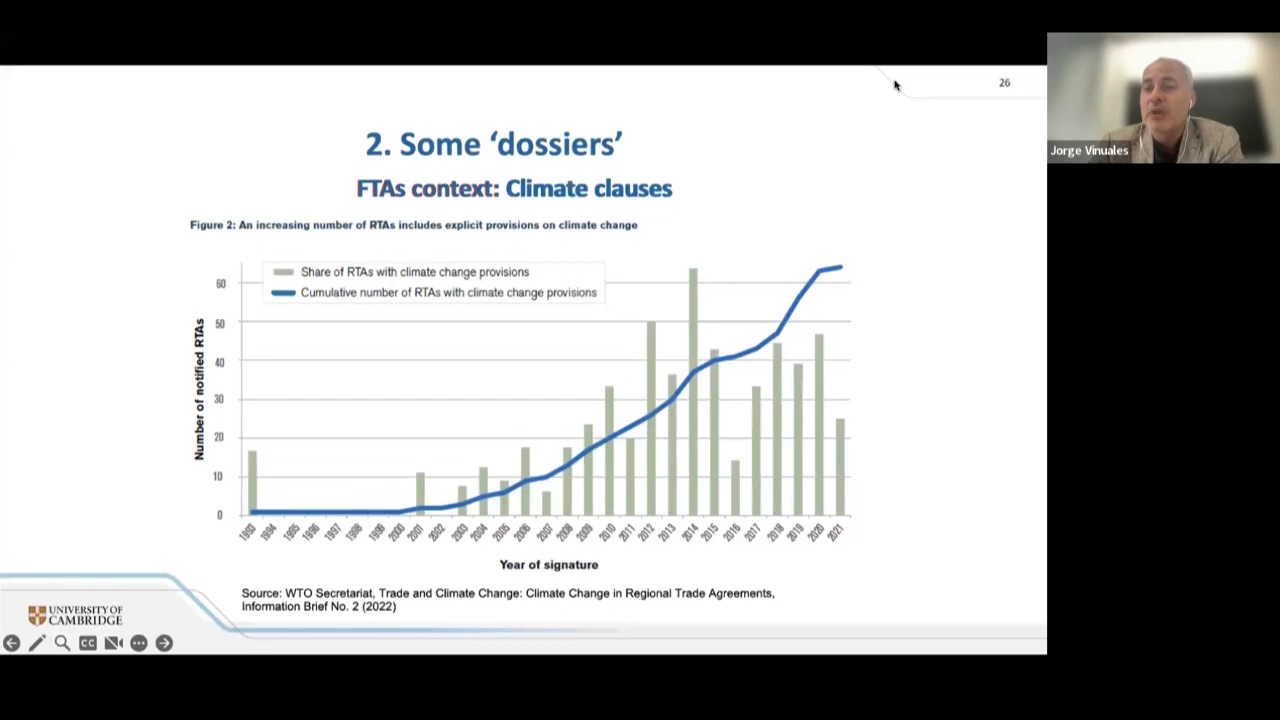 26
Jorge Vinuales
2. Some ‘dossiers’
FTAs context: Climate clauses
Figure 2: An increasing number of RTAs includes explicit provisions on climate change
Share of RTAs with climate change provisions
Cumulative number of RTAs with climate change provisions
Number of notified RTAs
60
50
40
30
20
10
0
1993 1994 1995 1996 1997 1998 1999 2000 2001 2002 2003 2004 2005 2006 2007 2008 2009 2010 2011 2012 2013 2014 2015 2016 2017 2018 2019 2020 2021
Year of signature
Source: WTO Secretariat, Trade and Climate Change: Climate Change in Regional Trade Agreements,
Information Brief No. 2 (2022)
UNIVERSITY OF
CAMBRIDGE
CC